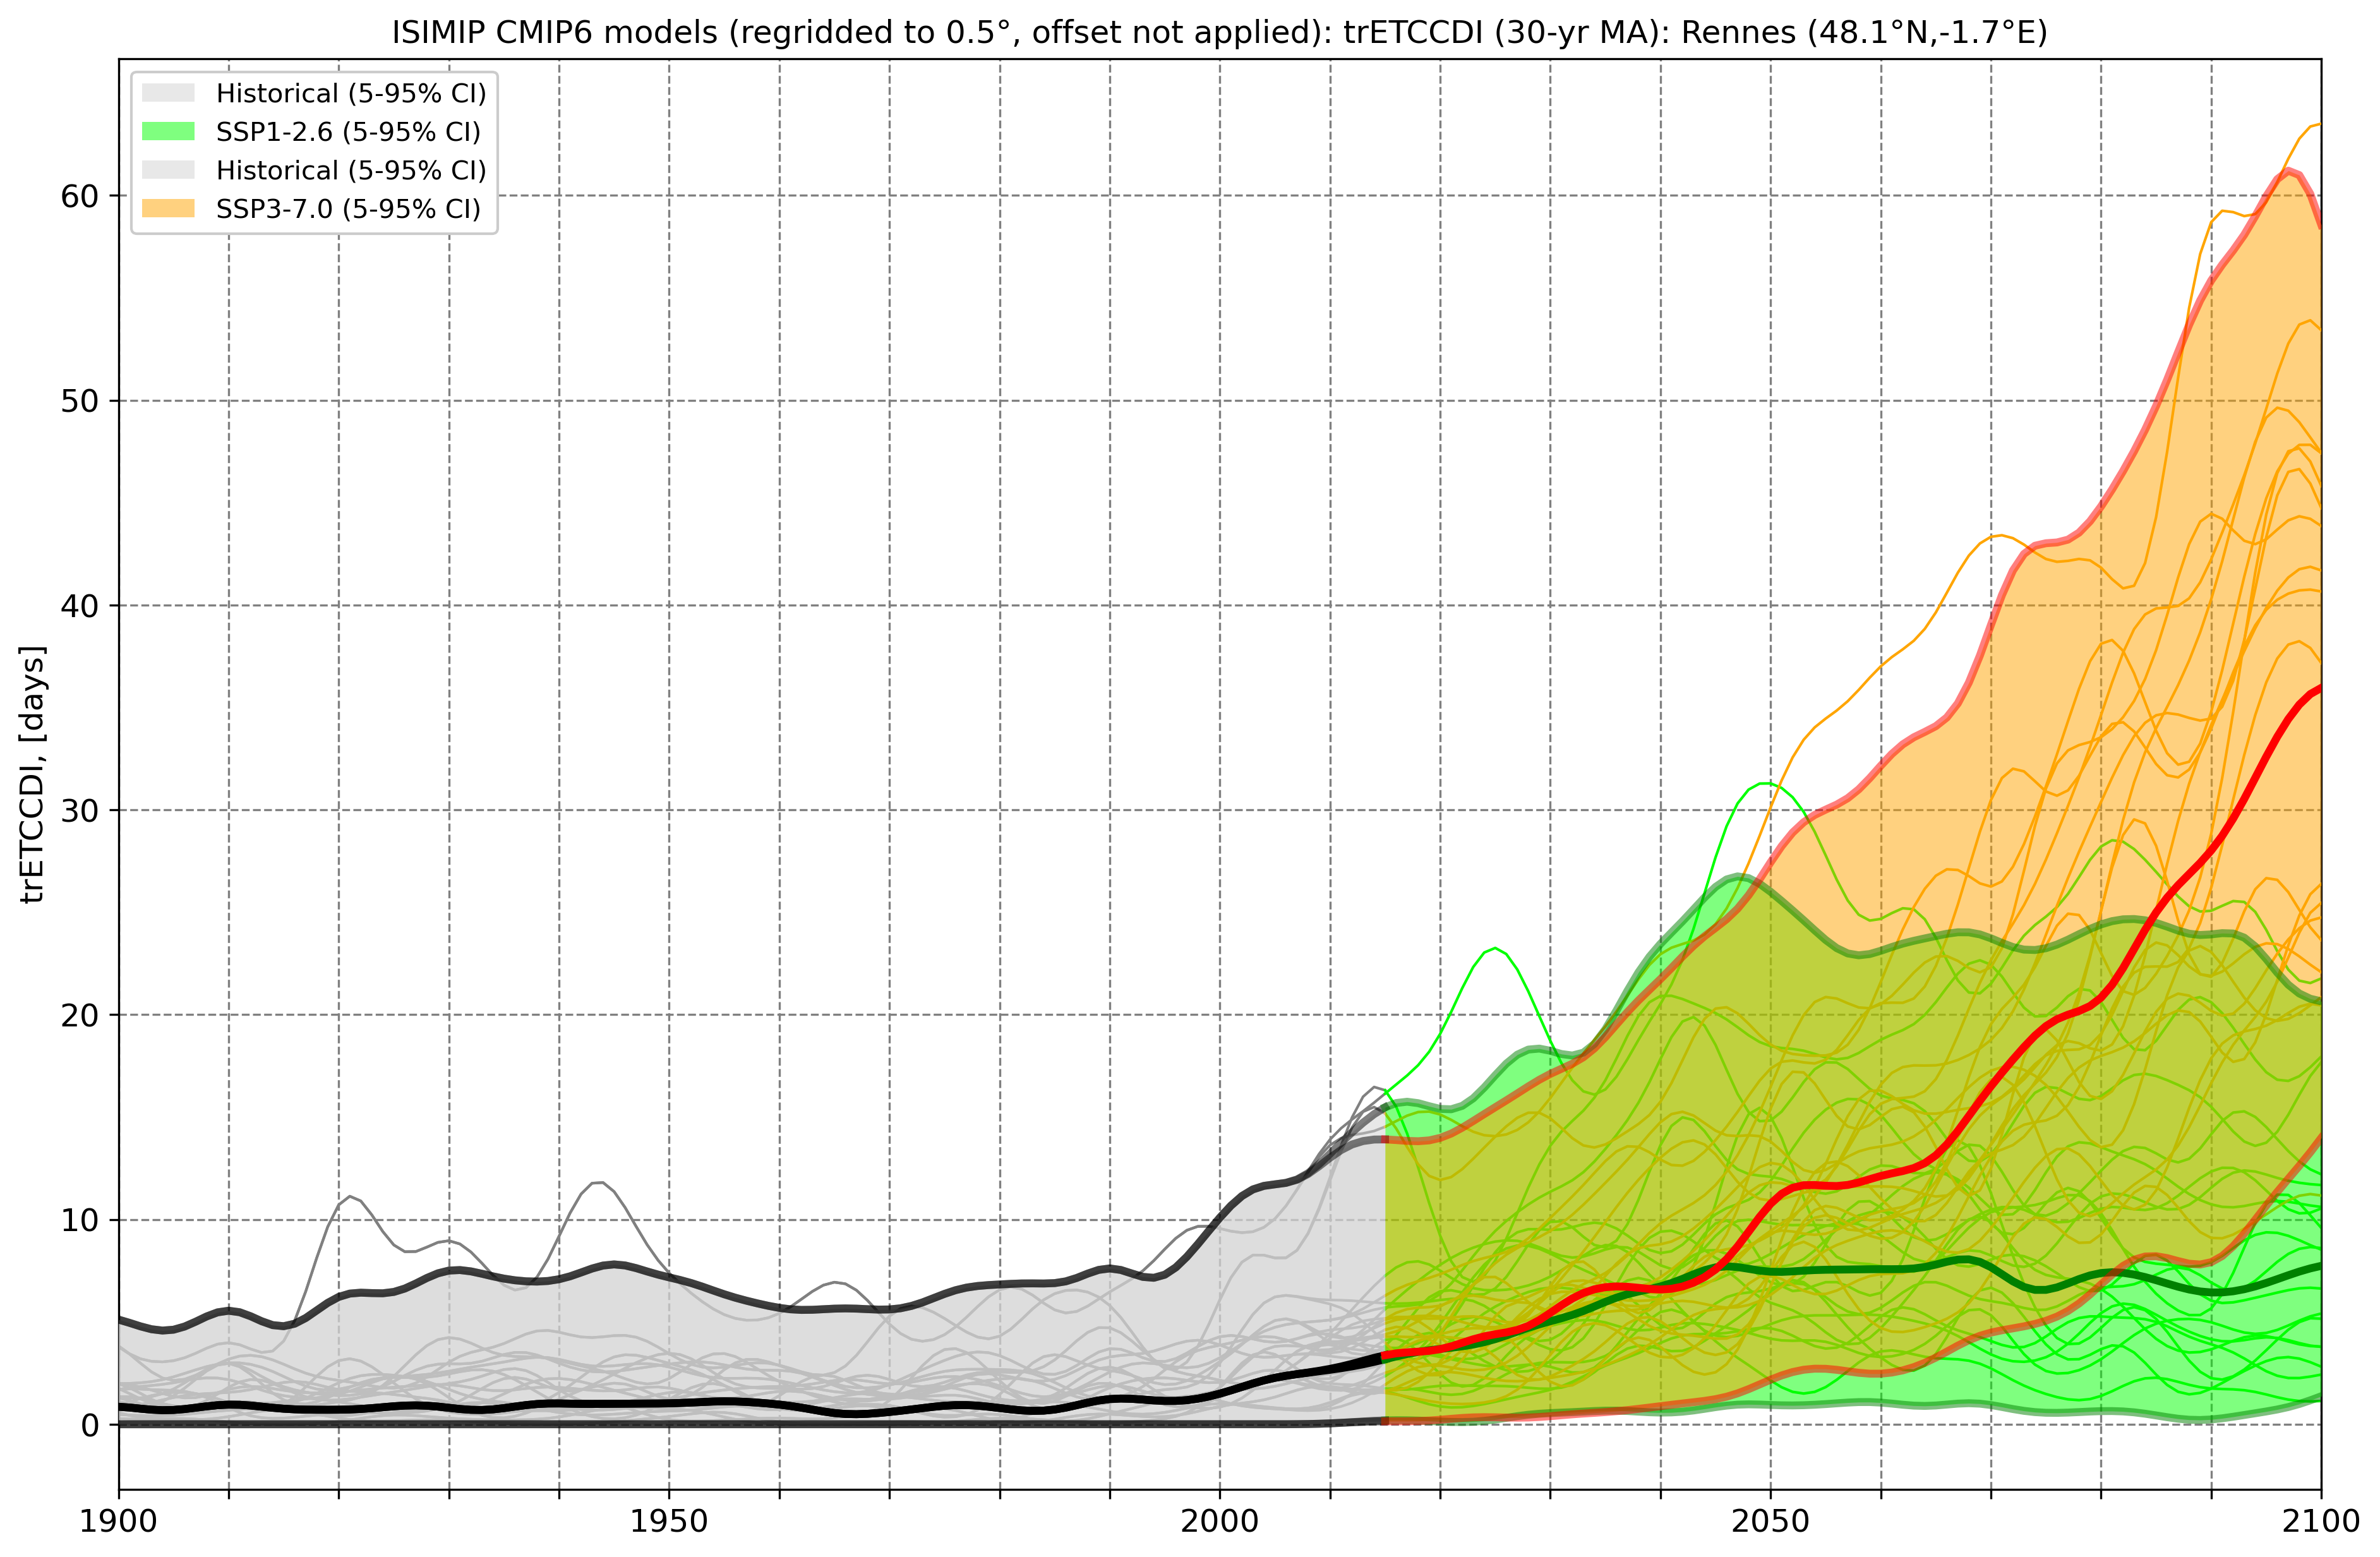 ISIMIP CMIP6 models (regridded to 0.5°, offset not applied): trETCCDI (30-yr MA): Rennes (48.1°N,-1.7°E)
Historical (5-95% CI)
SSP1-2.6 (5-95% CI)
Historical (5-95% CI)
SSP3-7.0 (5-95% CI)
trETCCDI, [days]
60
50
40
30
20
10
0
1900 1950 2000 2050 2100